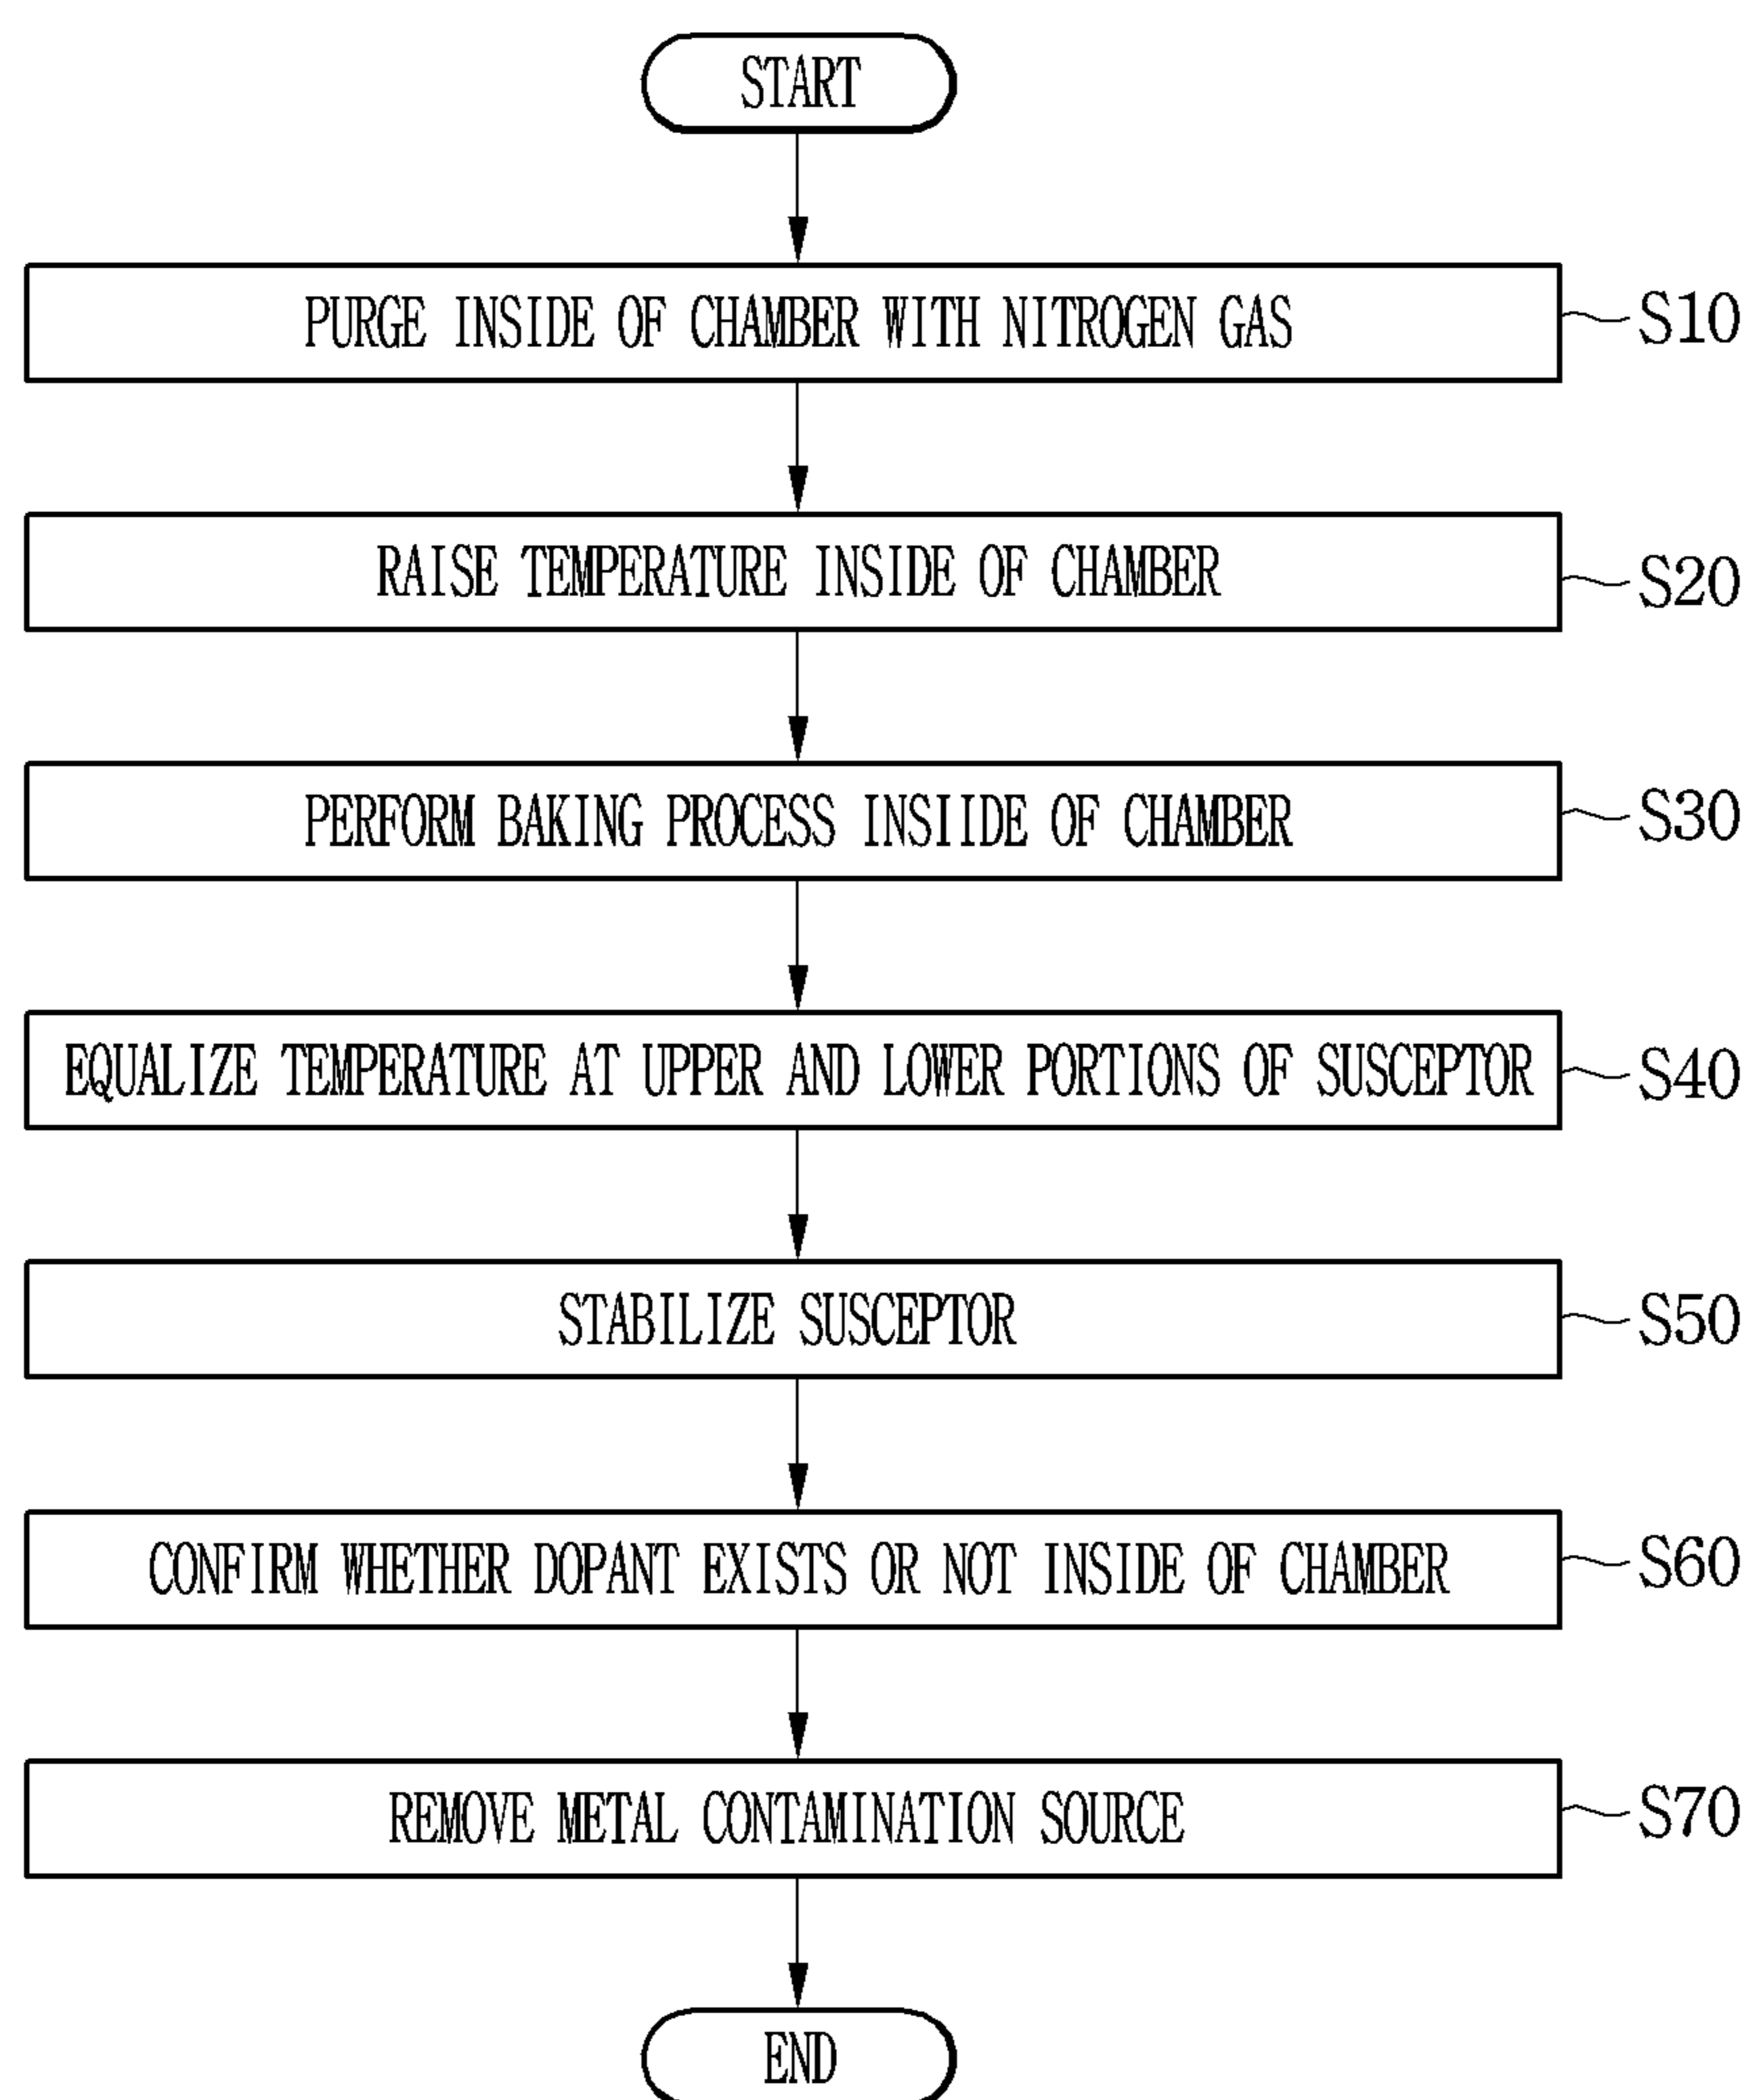 START
PURGE INSIDE OF CHAMBER WITH NITROGEN GAS
S10
RAISE TEMPERATURE INSIDE OF CHAMBER
S20
PERFORM BAKING PROCESS INSIIDE OF CHAMBER
S30
EQUALIZE TEMPERATURE AT UPPER AND LOWER PORTIONS OF SUSCEPTOR
S40
STABILIZE SUSCEPTOR
S50
CONFIRM WHETHER DOPANT EXISTS OR NOT INSIDE OF CHAMBER
S60
REMOVE METAL CONTAMINATION SOURCE
S70
END